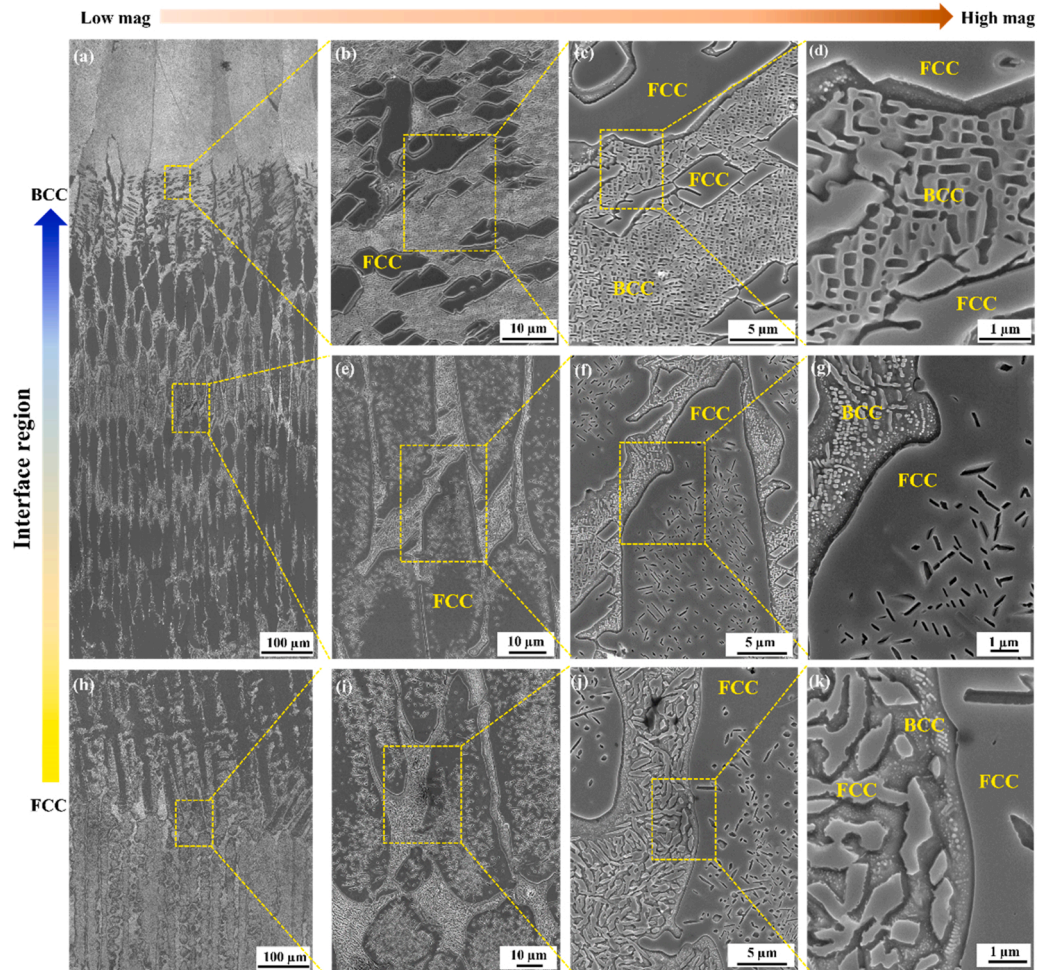 Low mag
High mag
(a)
(b)
(c)
(d)
FCC
FCC
FCC
BCC
BCC
FCC
BCC
FCC
10 µm
5 µm
1 µm
(e)
(f)
(g)
FCC
BCC
FCC
Interface region
FCC
100 µm
10 µm
5 µm
1 µm
(h)
(i)
(j)
(k)
FCC
BCC
FCC
FCC
FCC
100 µm
10 µm
5 µm
1 µm